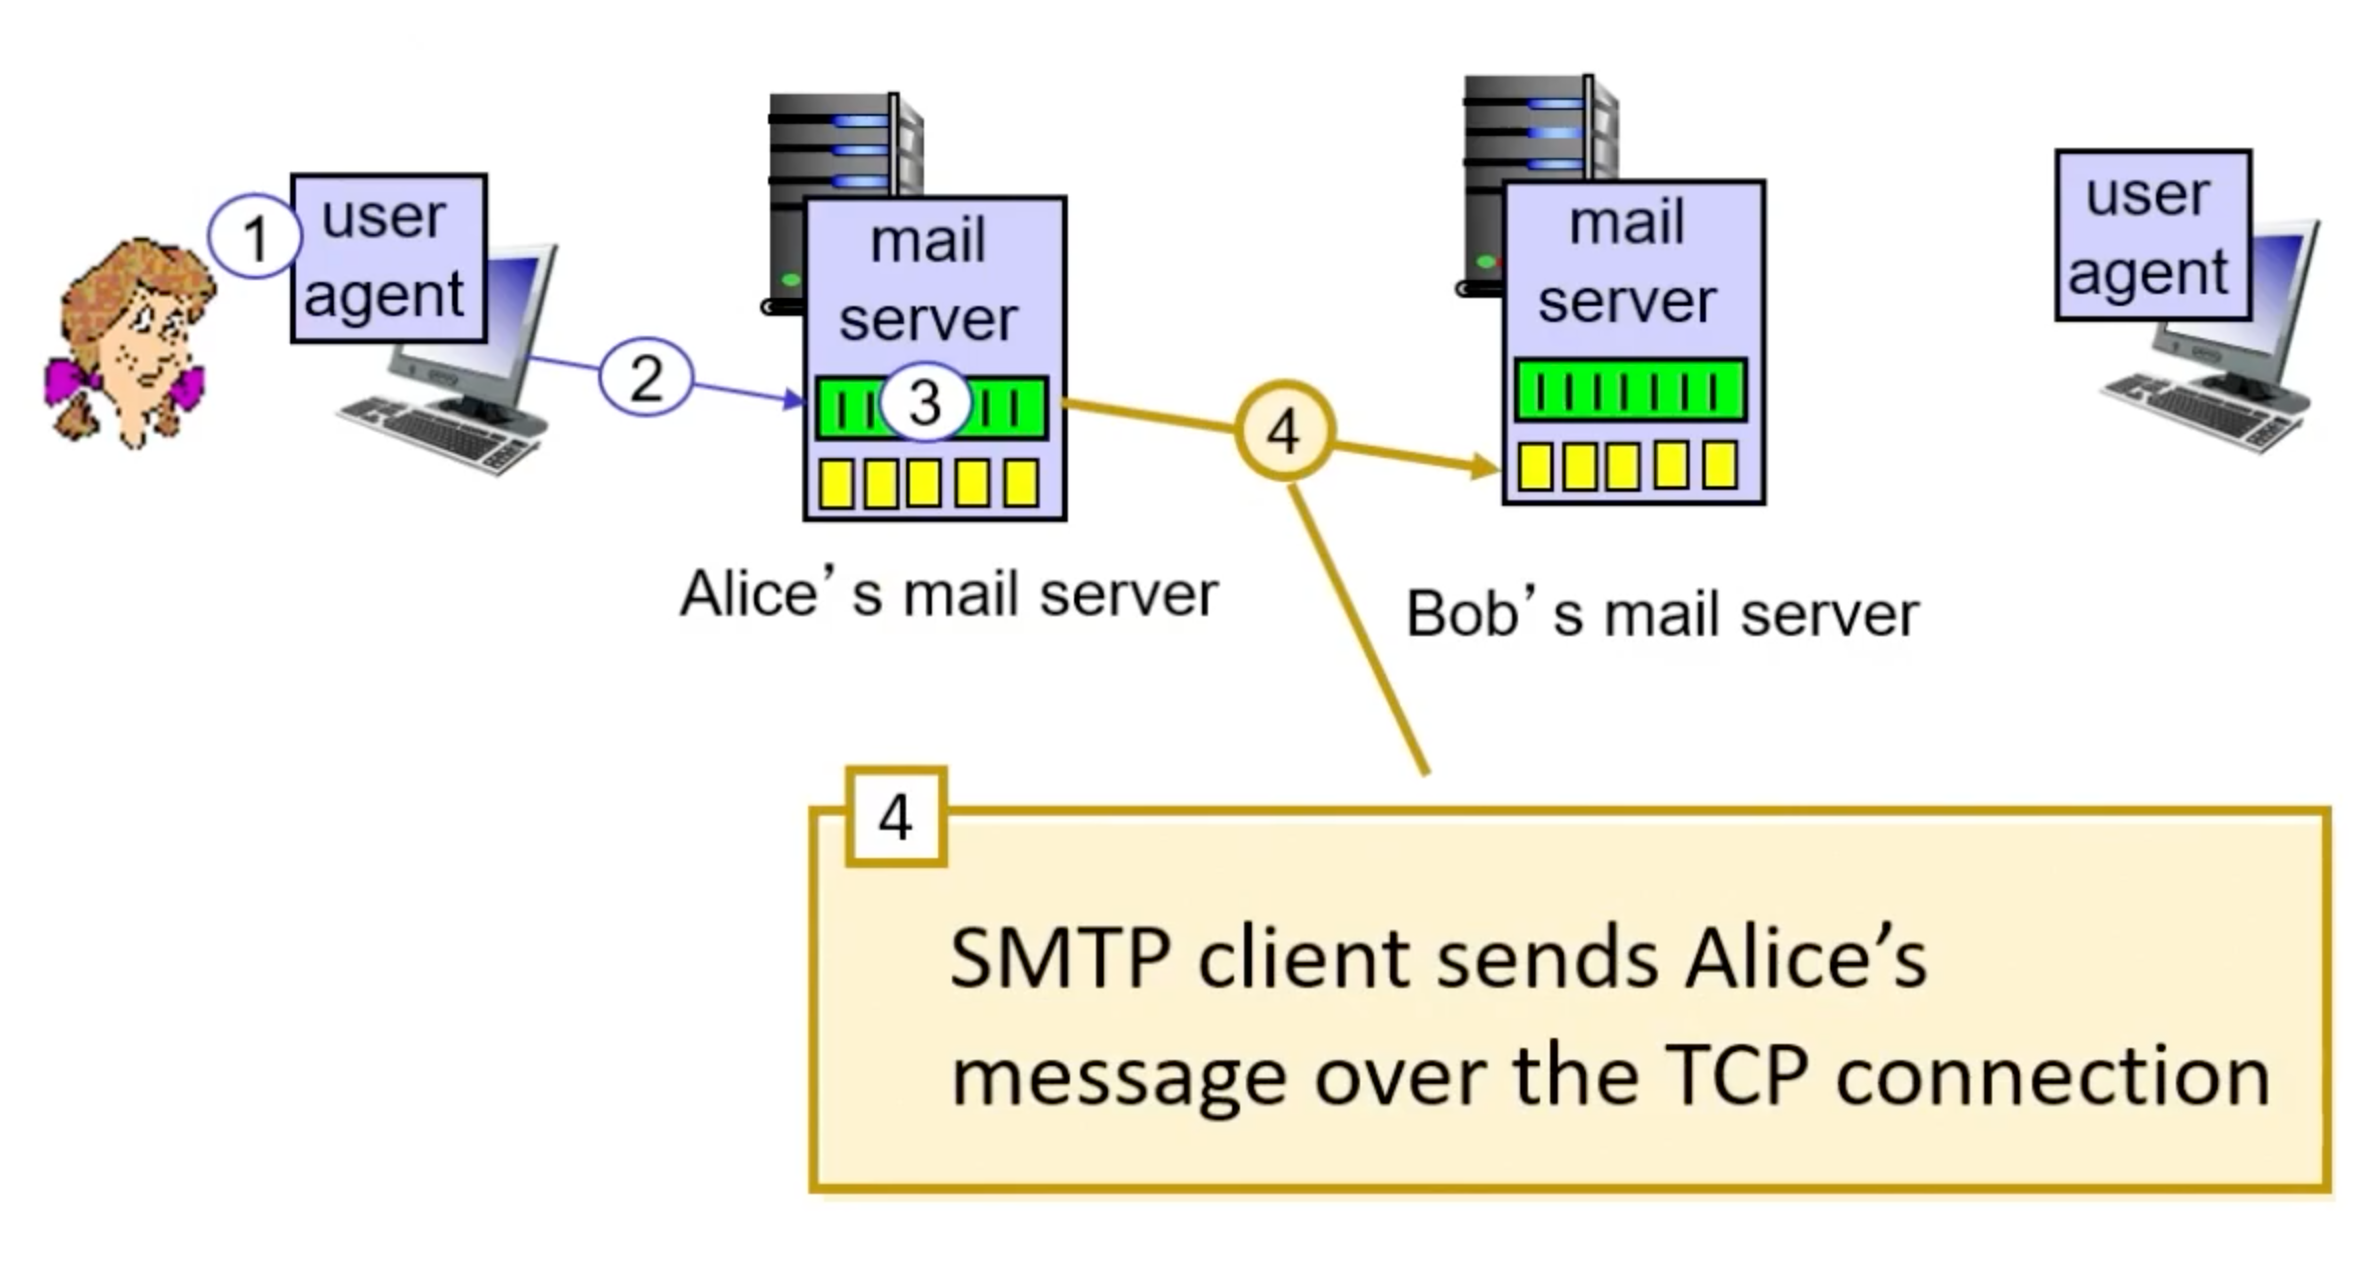 1
user
agent
2
mail
server
3
Alice’s mail server
4
mail
server
Bob’s mail server
user
agent
4
SMTP client sends Alice’s
message over the TCP connection